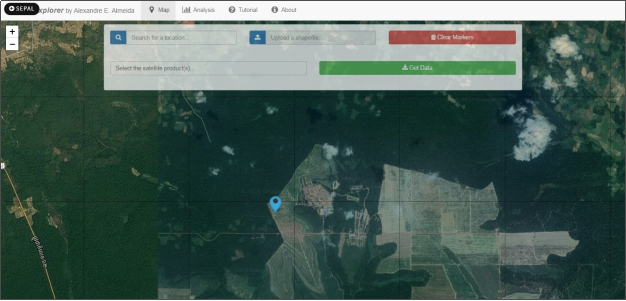 SEPAL
xplorer by Alexandre E. Almeida
Map
Analysis
Tutorial
About
+
−
Search for a location...
Upload a shapefile...
Clear Markers
Select the satellite product(s)...
Get Data